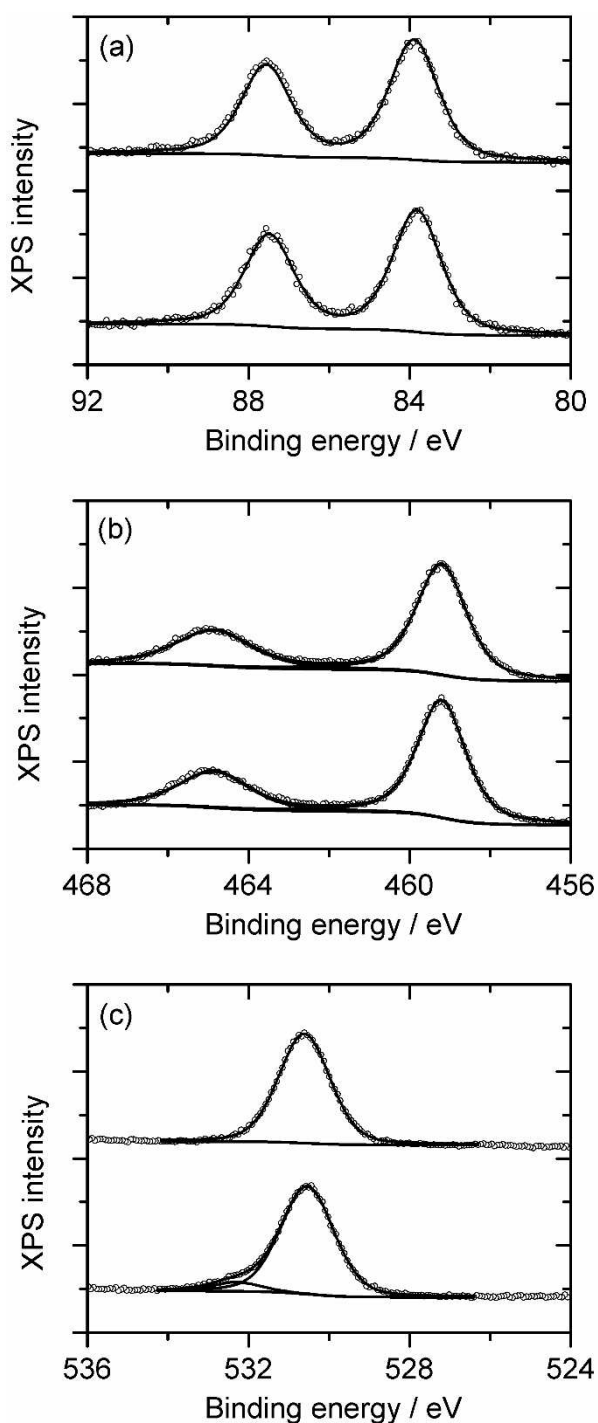 (a)
XPS intensity
92 88 84 80
Binding energy / eV
(b)
XPS intensity
468 464 460 456
Binding energy / eV
(c)
XPS intensity
536 532 528 524
Binding energy / eV